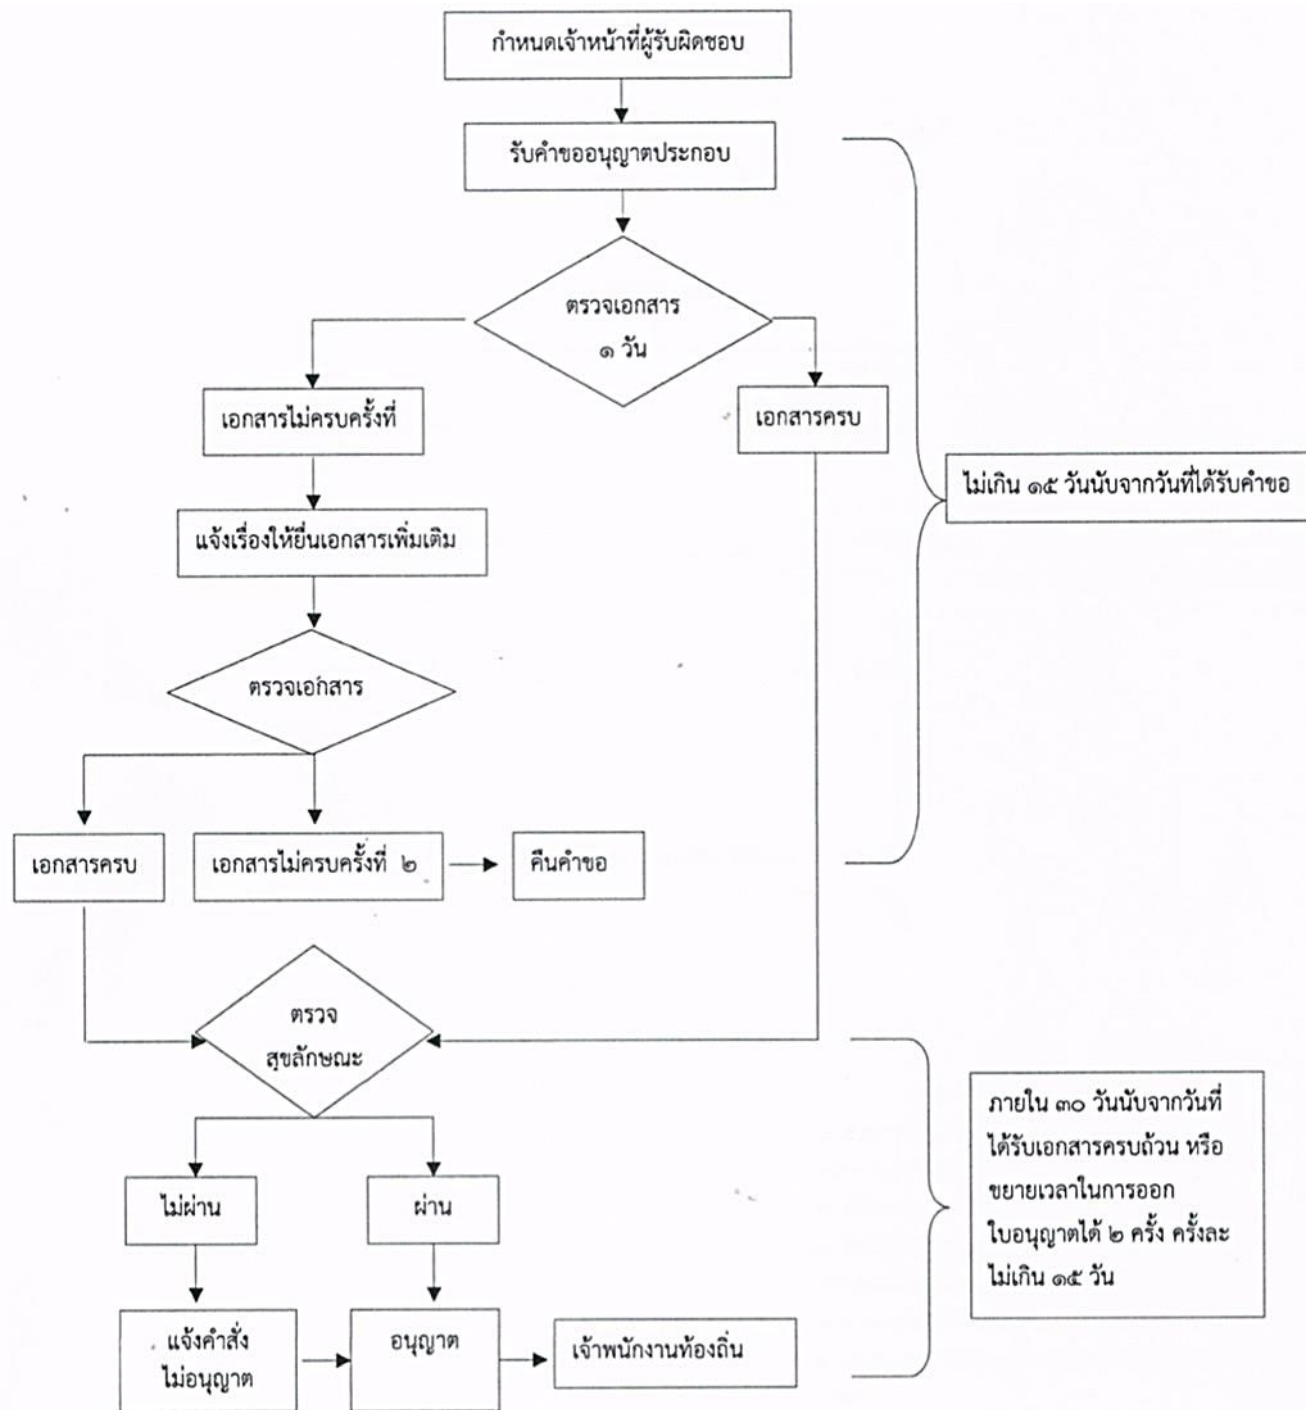 กำหนดเจ้าหน้าที่ผู้รับผิดชอบ
รับคำขออนุญาตประกอบ
ตรวจเอกสาร
๑ วัน
เอกสารไม่ครบครั้งที่
เอกสารครบ
ไม่เกิน ๑๕ วันนับจากวันที่ได้รับคำขอ
แจ้งเรื่องให้ยื่นเอกสารเพิ่มเติม
ตรวจเอกสาร
เอกสารครบ
เอกสารไม่ครบครั้งที่ ๒
คืนคำขอ
ตรวจ
สุขลักษณะ
ภายใน ๓๐ วันนับจากวันที่
ได้รับเอกสารครบถ้วน หรือ
ขยายเวลาในการออก
ใบอนุญาตได้ ๒ ครั้ง ครั้งละ
ไม่เกิน ๑๕ วัน
ไม่ผ่าน
ผ่าน
แจ้งคำสั่ง
ไม่อนุญาต
อนุญาต
เจ้าพนักงานท้องถิ่น